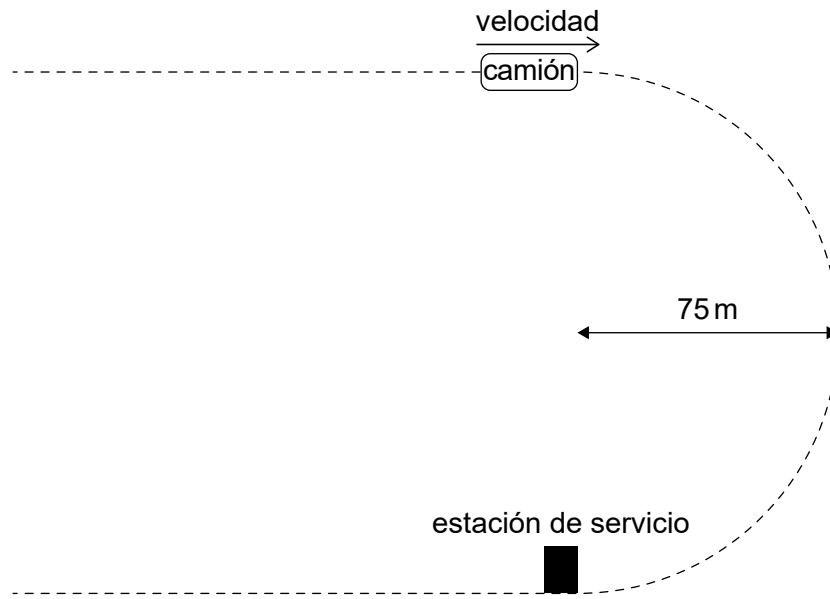 velocidad
camión
75 m
estación de servicio